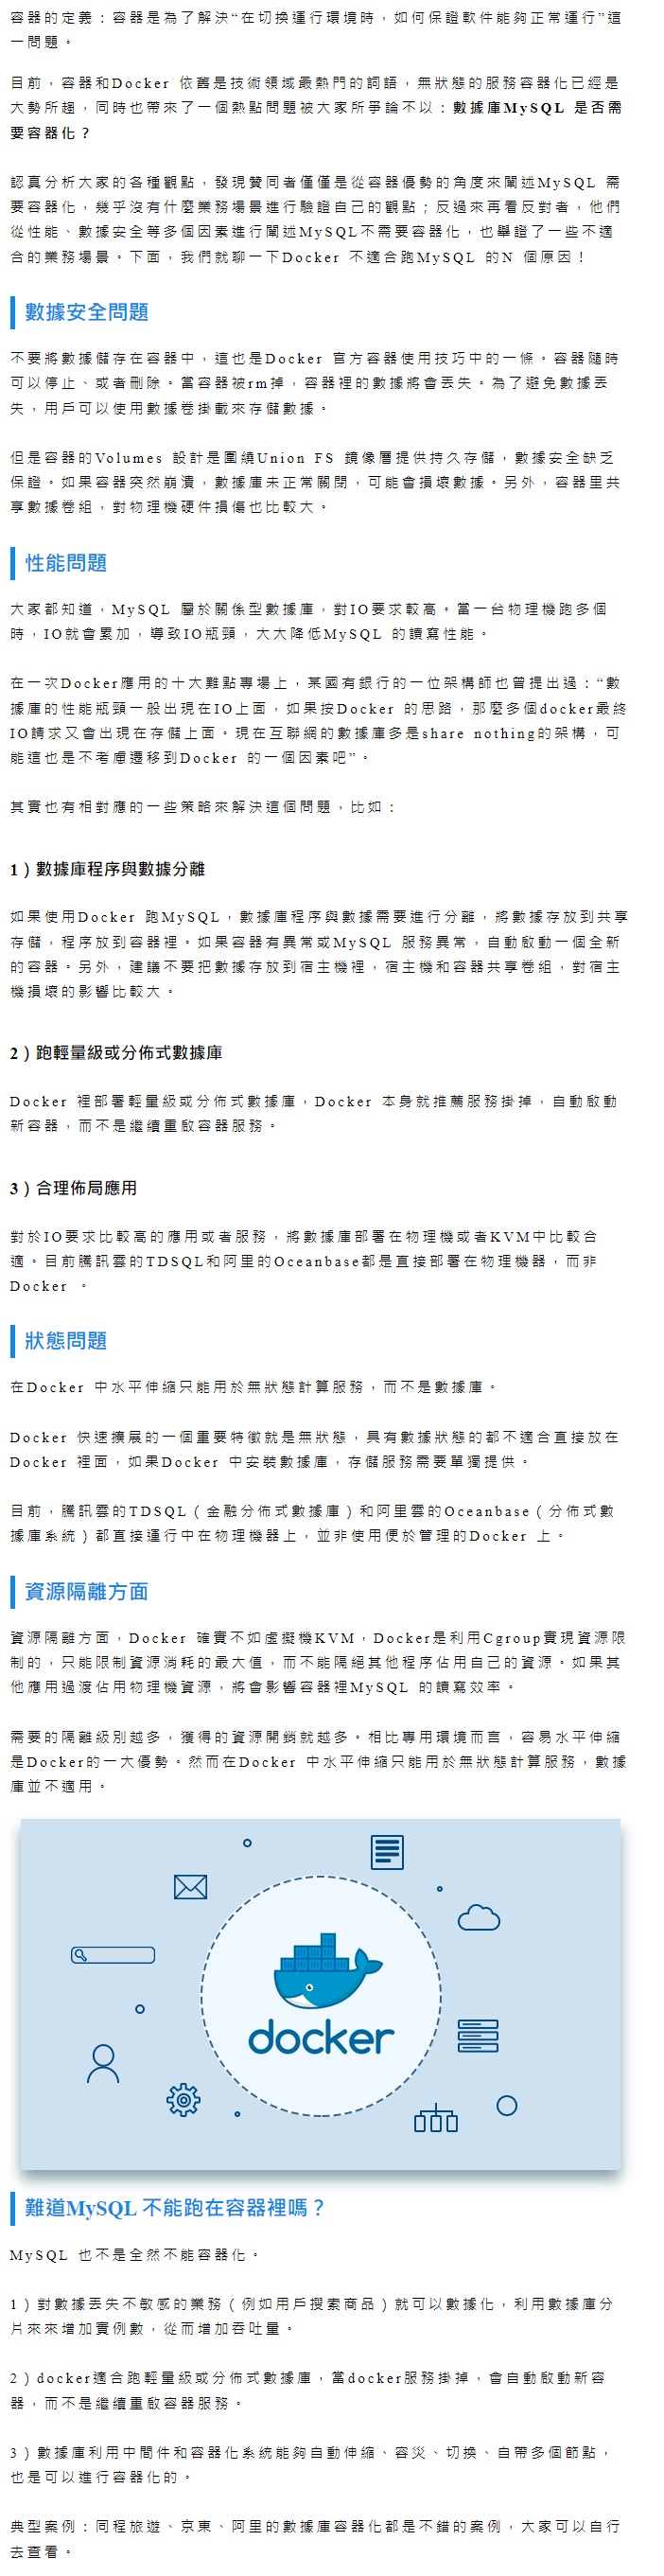 容器的定義：容器是為了解決“在切換運行環境時，如何保證軟件能夠正常運行”這
一問題。
目前，容器和Docker 依舊是技術領域最熱門的詞語，無狀態的服務容器化已經是
大勢所趨，同時也帶來了一個熱點問題被大家所爭論不以：數據庫MySQL 是否需
要容器化？
認真分析大家的各種觀點，發現贊同者僅僅是從容器優勢的角度來闡述MySQL 需
要容器化，幾乎沒有什麼業務場景進行驗證自己的觀點；反過來再看反對者，他們
從性能、數據安全等多個因素進行闡述MySQL不需要容器化，也舉證了一些不適
合的業務場景。下面，我們就聊一下Docker 不適合跑MySQL 的N 個原因！
數據安全問題
不要將數據儲存在容器中，這也是Docker 官方容器使用技巧中的一條。容器隨時
可以停止、或者刪除。當容器被rm掉，容器裡的數據將會丟失。為了避免數據丟
失，用戶可以使用數據卷掛載來存儲數據。
但是容器的Volumes 設計是圍繞Union FS 鏡像層提供持久存儲，數據安全缺乏
保證。如果容器突然崩潰，數據庫未正常關閉，可能會損壞數據。另外，容器里共
享數據卷組，對物理機硬件損傷也比較大。
性能問題
大家都知道，MySQL 屬於關係型數據庫，對IO要求較高。當一台物理機跑多個
時，IO就會累加，導致IO瓶頸，大大降低MySQL 的讀寫性能。
在一次Docker應用的十大難點專場上，某國有銀行的一位架構師也曾提出過：“數
據庫的性能瓶頸一般出現在IO上面，如果按Docker 的思路，那麼多個docker最終
IO請求又會出現在存儲上面。現在互聯網的數據庫多是share nothing的架構，可
能這也是不考慮遷移到Docker 的一個因素吧”。
其實也有相對應的一些策略來解決這個問題，比如：
1）數據庫程序與數據分離
如果使用Docker 跑MySQL，數據庫程序與數據需要進行分離，將數據存放到共享
存儲，程序放到容器裡。如果容器有異常或MySQL 服務異常，自動啟動一個全新
的容器。另外，建議不要把數據存放到宿主機裡，宿主機和容器共享卷組，對宿主
機損壞的影響比較大。
2）跑輕量級或分佈式數據庫
Docker 裡部署輕量級或分佈式數據庫，Docker 本身就推薦服務掛掉，自動啟動
新容器，而不是繼續重啟容器服務。
3）合理佈局應用
對於IO要求比較高的應用或者服務，將數據庫部署在物理機或者KVM中比較合
適。目前騰訊雲的TDSQL和阿里的Oceanbase都是直接部署在物理機器，而非
Docker 。
狀態問題
在Docker 中水平伸縮只能用於無狀態計算服務，而不是數據庫。
Docker 快速擴展的一個重要特徵就是無狀態，具有數據狀態的都不適合直接放在
Docker 裡面，如果Docker 中安裝數據庫，存儲服務需要單獨提供。
目前，騰訊雲的TDSQL（金融分佈式數據庫）和阿里雲的Oceanbase（分佈式數
據庫系統）都直接運行中在物理機器上，並非使用便於管理的Docker 上。
資源隔離方面
資源隔離方面，Docker 確實不如虛擬機KVM，Docker是利用Cgroup實現資源限
制的，只能限制資源消耗的最大值，而不能隔絕其他程序佔用自己的資源。如果其
他應用過渡佔用物理機資源，將會影響容器裡MySQL 的讀寫效率。
需要的隔離級別越多，獲得的資源開銷就越多。相比專用環境而言，容易水平伸縮
是Docker的一大優勢。然而在Docker 中水平伸縮只能用於無狀態計算服務，數據
庫並不適用。
docker
難道MySQL 不能跑在容器裡嗎？
MySQL 也不是全然不能容器化。
1）對數據丟失不敏感的業務（例如用戶搜索商品）就可以數據化，利用數據庫分
片來來增加實例數，從而增加吞吐量。
2）docker適合跑輕量級或分佈式數據庫，當docker服務掛掉，會自動啟動新容
器，而不是繼續重啟容器服務。
3）數據庫利用中間件和容器化系統能夠自動伸縮、容災、切換、自帶多個節點，
也是可以進行容器化的。
典型案例：同程旅遊、京東、阿里的數據庫容器化都是不錯的案例，大家可以自行
去查看。